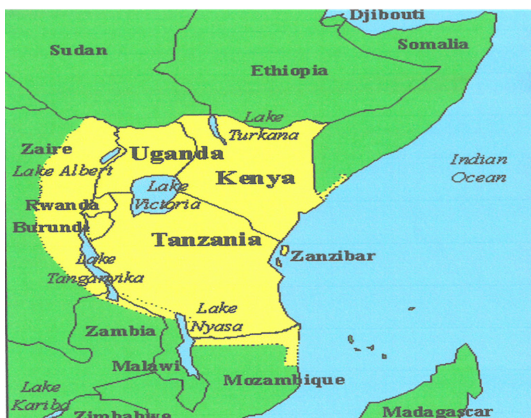 Djibouti
Sudan
Somalia
Ethiopia
Lake
Turkana
Zaire
Uganda
Lake Albert
Kenya
Indian
Ocean
Lake
Victoria
Rwanda
Burundi
Tanzania
Zanzibar
Lake
Tanganyika
Lake
Nyasa
Zambia
Malawi
Mozambique
Lake
Kariba
Zimbabwe
Madagascar